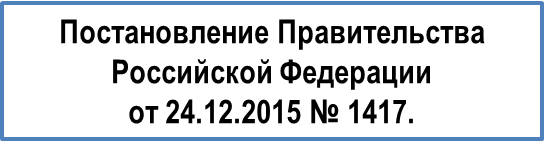 Постановление Правительства
Российской Федерации
от 24.12.2015 № 1417.